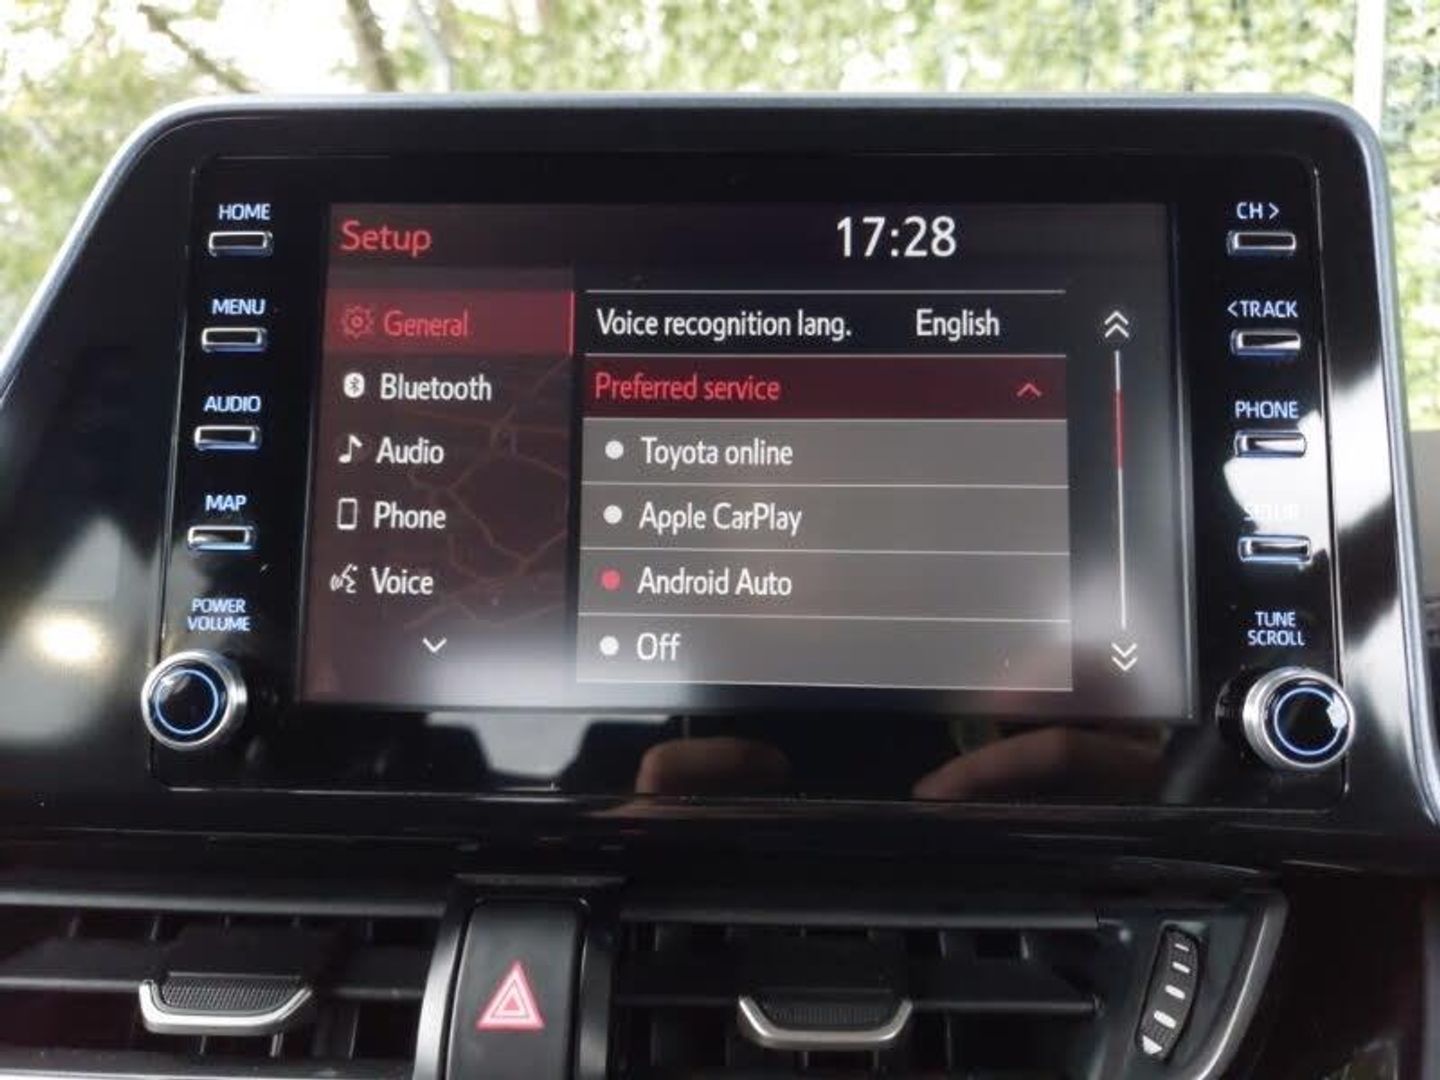 HOME
MENU
AUDIO
MAP
POWER
VOLUME
Setup
17:28
General
Bluetooth
Audio
Phone
Voice
Voice recognition lang. English
Preferred service
Toyota online
Apple CarPlay
Android Auto
Off
CH >
< TRACK
PHONE
SETUP
TUNE
SCROLL